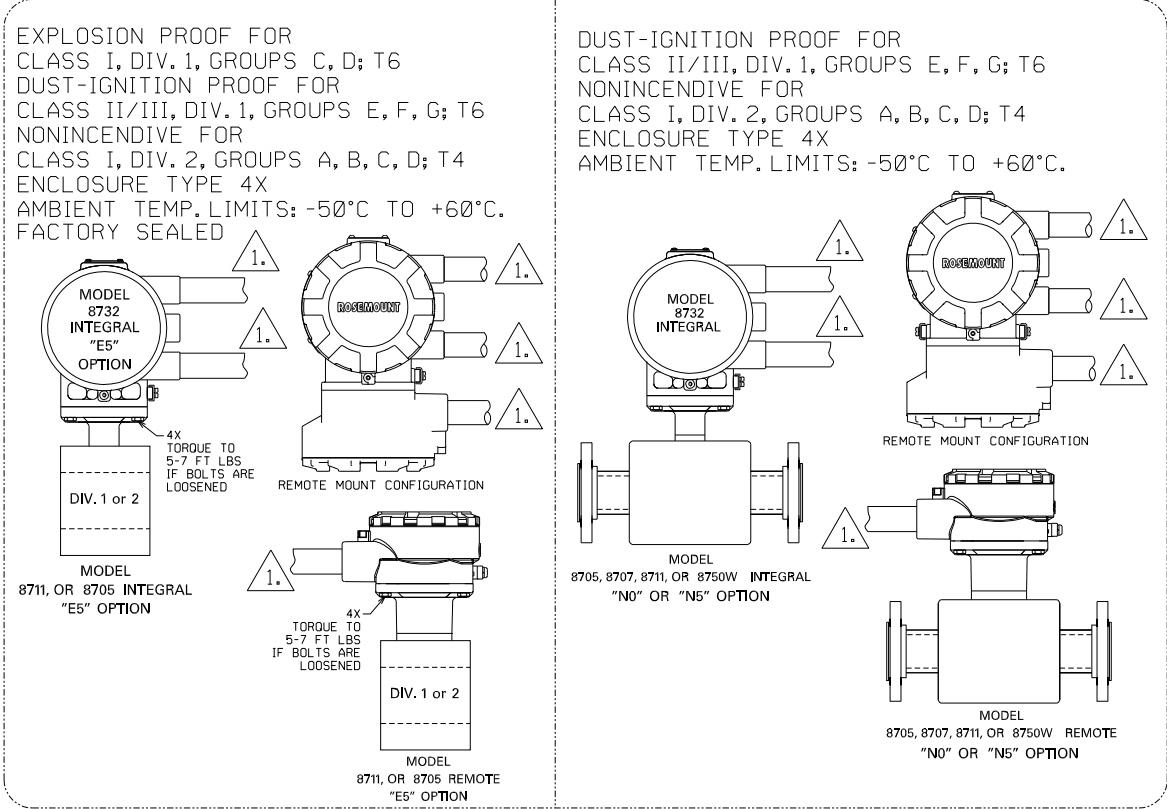 EXPLOSION PROOF FOR
CLASS I, DIV. 1, GROUPS C, D; T6
DUST-IGNITION PROOF FOR
CLASS II/III, DIV. 1, GROUPS E, F, G; T6
NONINCENDIVE FOR
CLASS I, DIV. 2, GROUPS A, B, C, D; T4
ENCLOSURE TYPE 4X
AMBIENT TEMP. LIMITS: -50°C TO +60°C.
FACTORY SEALED
1.
1.
MODEL
8732
INTEGRAL
"E5"
OPTION
ROSEMOUNT
1.
1.
1.
4X
TORQUE TO
5-7 FT LBS
IF BOLTS ARE
LOOSENED
REMOTE MOUNT CONFIGURATION
DIV. 1 or 2
MODEL
8711, OR 8705 INTEGRAL
"E5" OPTION
1.
4X
TORQUE TO
5-7 FT LBS
IF BOLTS ARE
LOOSENED
DIV. 1 or 2
MODEL
8711, OR 8705 REMOTE
"E5" OPTION
DUST-IGNITION PROOF FOR
CLASS II/III, DIV. 1, GROUPS E, F, G; T6
NONINCENDIVE FOR
CLASS I, DIV. 2, GROUPS A, B, C, D; T4
ENCLOSURE TYPE 4X
AMBIENT TEMP. LIMITS: -50°C TO +60°C.
1.
1.
MODEL
8732
INTEGRAL
ROSEMOUNT
1.
1.
1.
REMOTE MOUNT CONFIGURATION
MODEL
8705, 8707, 8711, OR 8750W INTEGRAL
"N0" OR "N5" OPTION
1.
MODEL
8705, 8707, 8711, OR 8750W REMOTE
"N0" OR "N5" OPTION